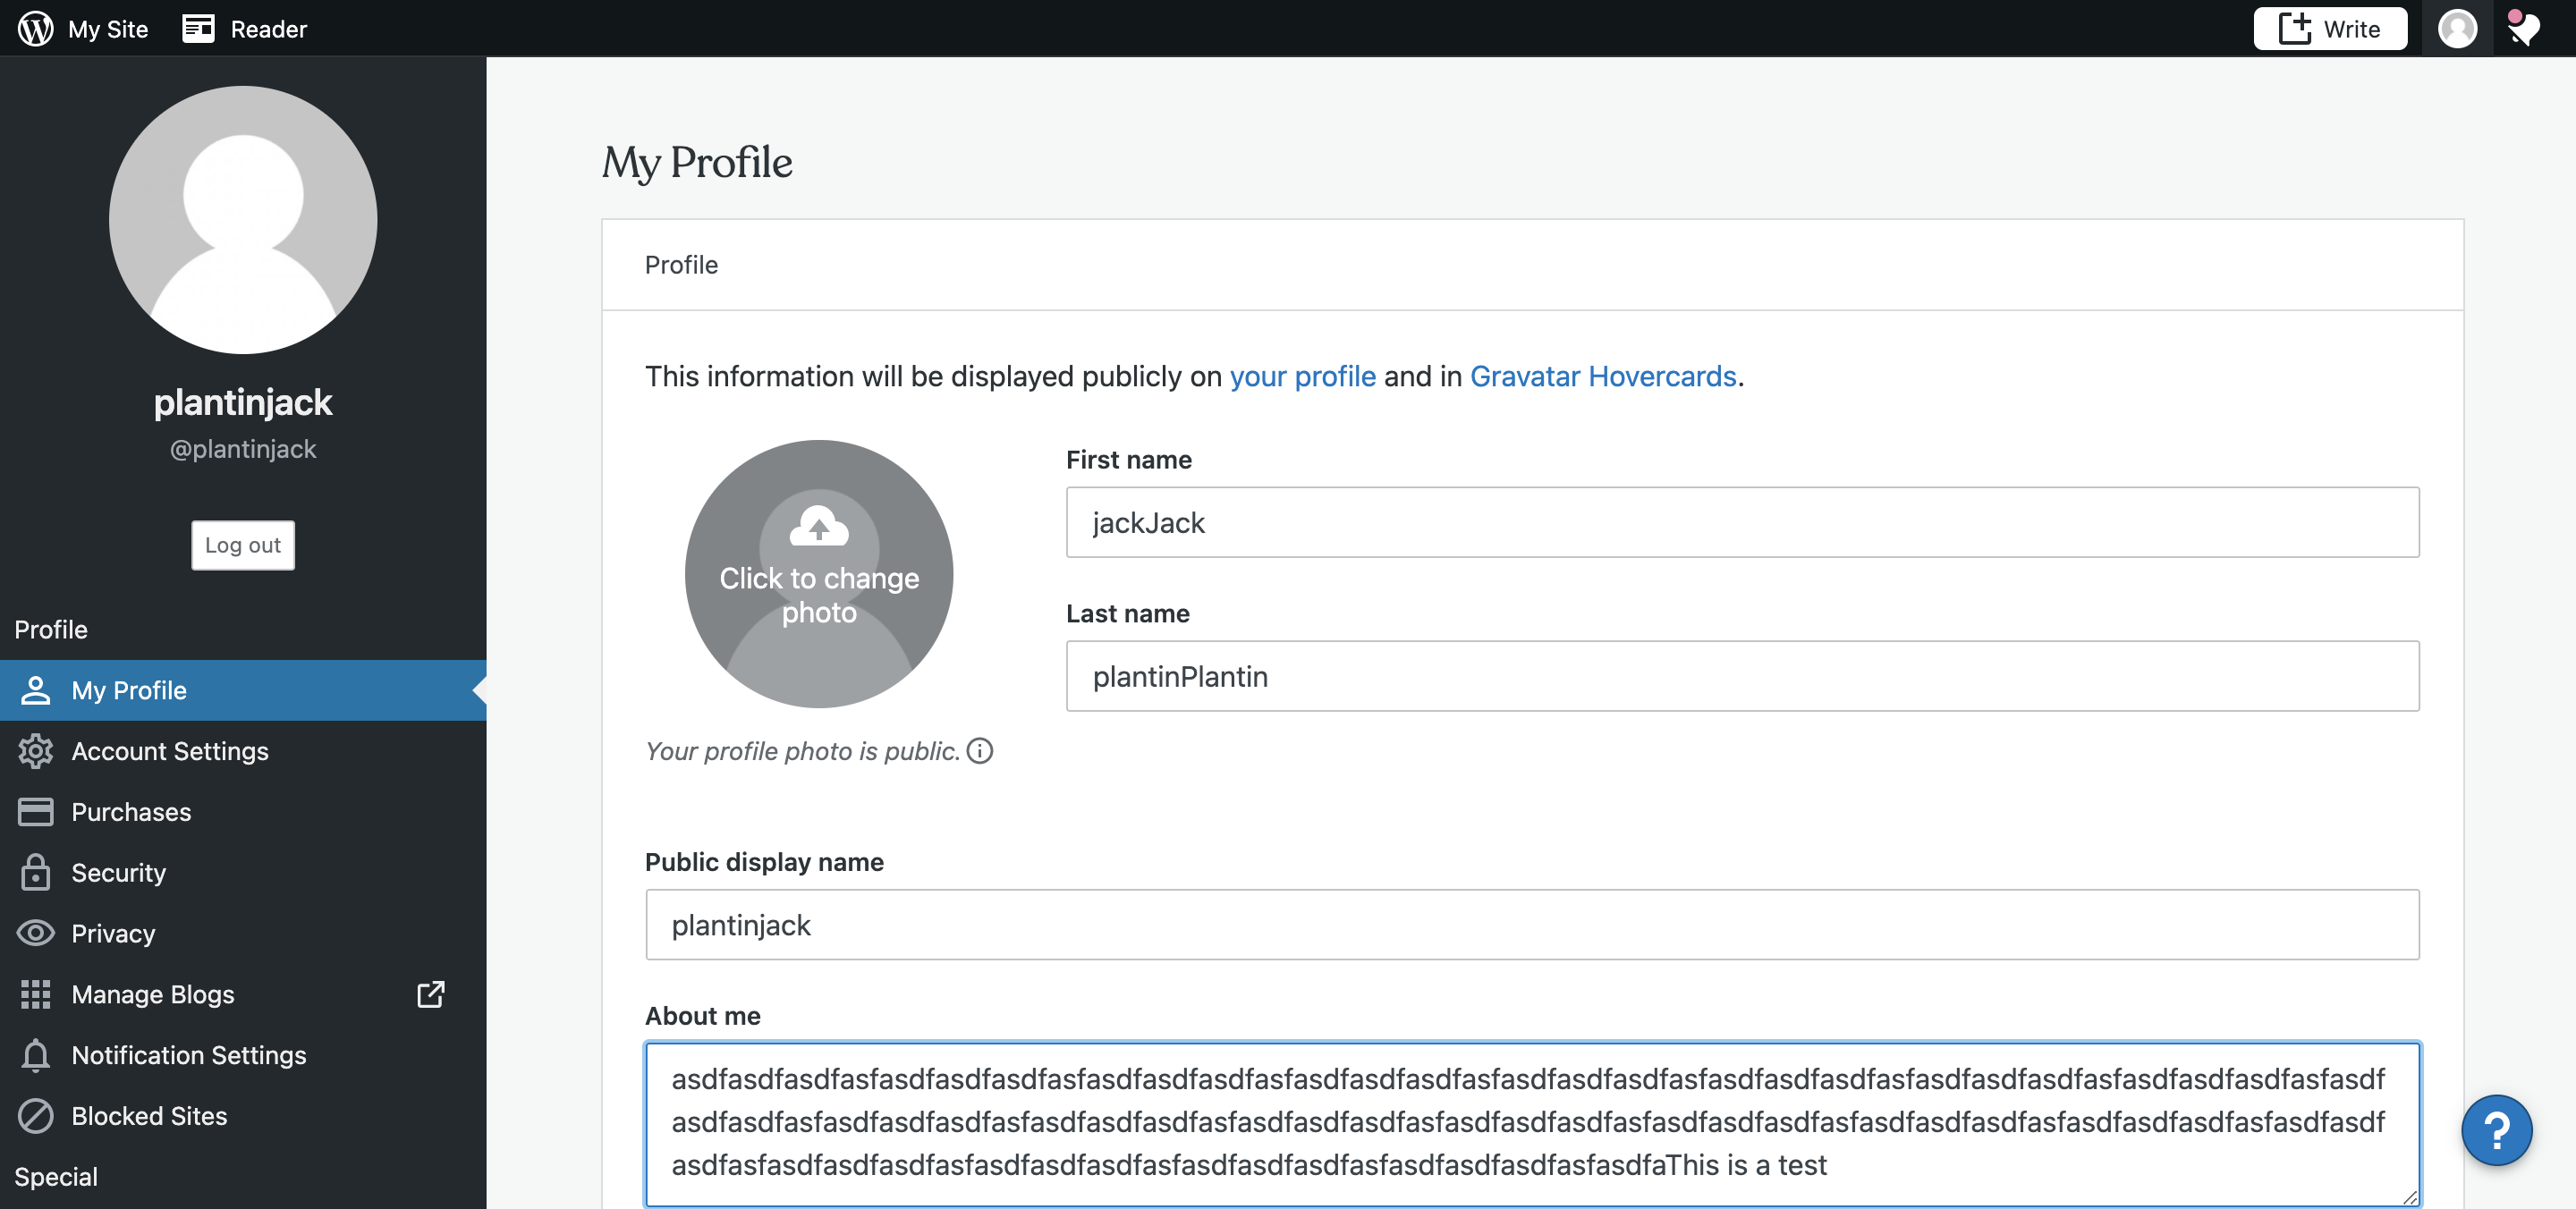 My Site
Reader
Write
plantinjack
@plantinjack
Log out
Profile
My Profile
Account Settings
Purchases
Security
Privacy
Manage Blogs
Notification Settings
Blocked Sites
Special
My Profile
Profile
This information will be displayed publicly on your profile and in Gravatar Hovercards.
Click to change
photo
Your profile photo is public.
First name
jackJack
Last name
plantinPlantin
Public display name
plantinjack
About me
asdfasdfasdfasfasdfasdfasdfasfasdfasdfasdfasfasdfasdfasdfasfasdfasdfasdfasfasdfasdfasdfasfasdfasdfasdfasfasdfasdfasdfasfasdf
asdfasdfasfasdfasdfasdfasfasdfasdfasdfasfasdfasdfasdfasfasdfasdfasdfasfasdfasdfasdfasfasdfasdfasdfasfasdfasdfasdfasfasdfasdf
asdfasfasdfasdfasdfasfasdfasdfasdfasfasdfasdfasdfasfasdfasdfasdfasfasdfaThis is a test